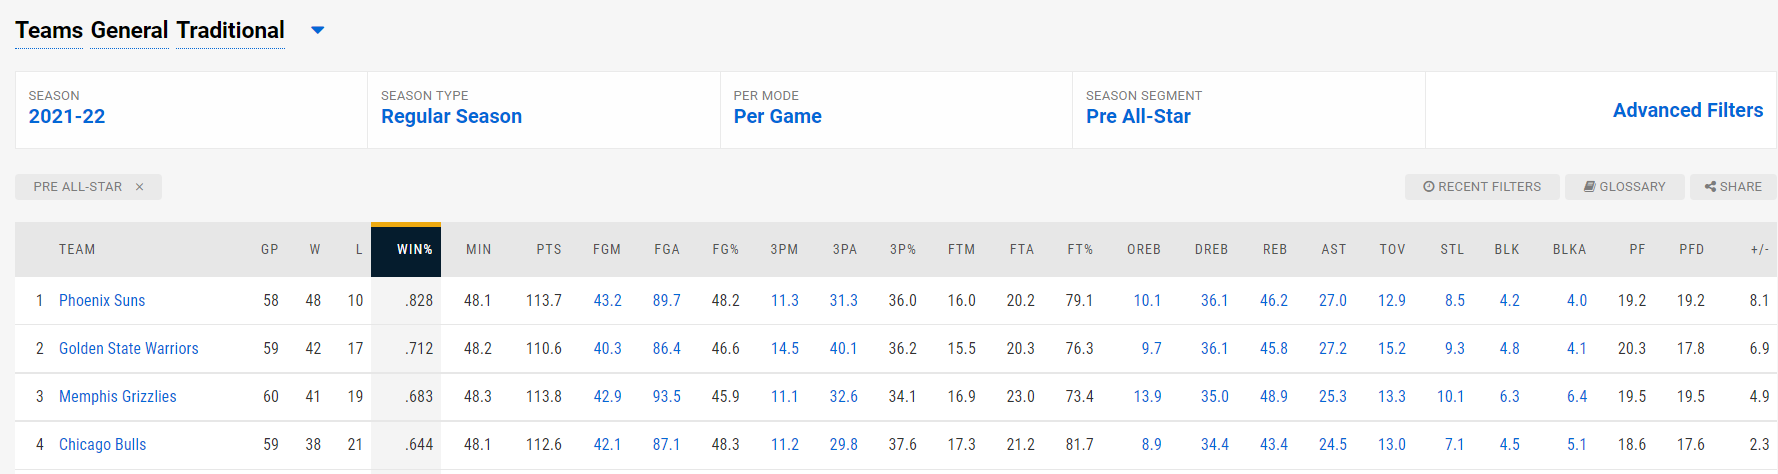 Teams General Traditional
SEASON SEASON TYPE PER MODE SEASON SEGMENT
2021-22 Regular Season Per Game Pre All-Star Advanced Filters
PRE ALL-STAR × RECENT FILTERS GLOSSARY SHARE
TEAM GP W L WIN% MIN PTS FGM FGA FG% 3PM 3PA 3P% FTM FTA FT% OREB DREB REB AST TOV STL BLK BLKA PF PFD +/-
1 Phoenix Suns 58 48 10 .828 48.1 113.7 43.2 89.7 48.2 11.3 31.3 36.0 16.0 20.2 79.1 10.1 36.1 46.2 27.0 12.9 8.5 4.2 4.0 19.2 19.2 8.1
2 Golden State Warriors 59 42 17 .712 48.2 110.6 40.3 86.4 46.6 14.5 40.1 36.2 15.5 20.3 76.3 9.7 36.1 45.8 27.2 15.2 9.3 4.8 4.1 20.3 17.8 6.9
3 Memphis Grizzlies 60 41 19 .683 48.3 113.8 42.9 93.5 45.9 11.1 32.6 34.1 16.9 23.0 73.4 13.9 35.0 48.9 25.3 13.3 10.1 6.3 6.4 19.5 19.5 4.9
4 Chicago Bulls 59 38 21 .644 48.1 112.6 42.1 87.1 48.3 11.2 29.8 37.6 17.3 21.2 81.7 8.9 34.4 43.4 24.5 13.0 7.1 4.5 5.1 18.6 17.6 2.3